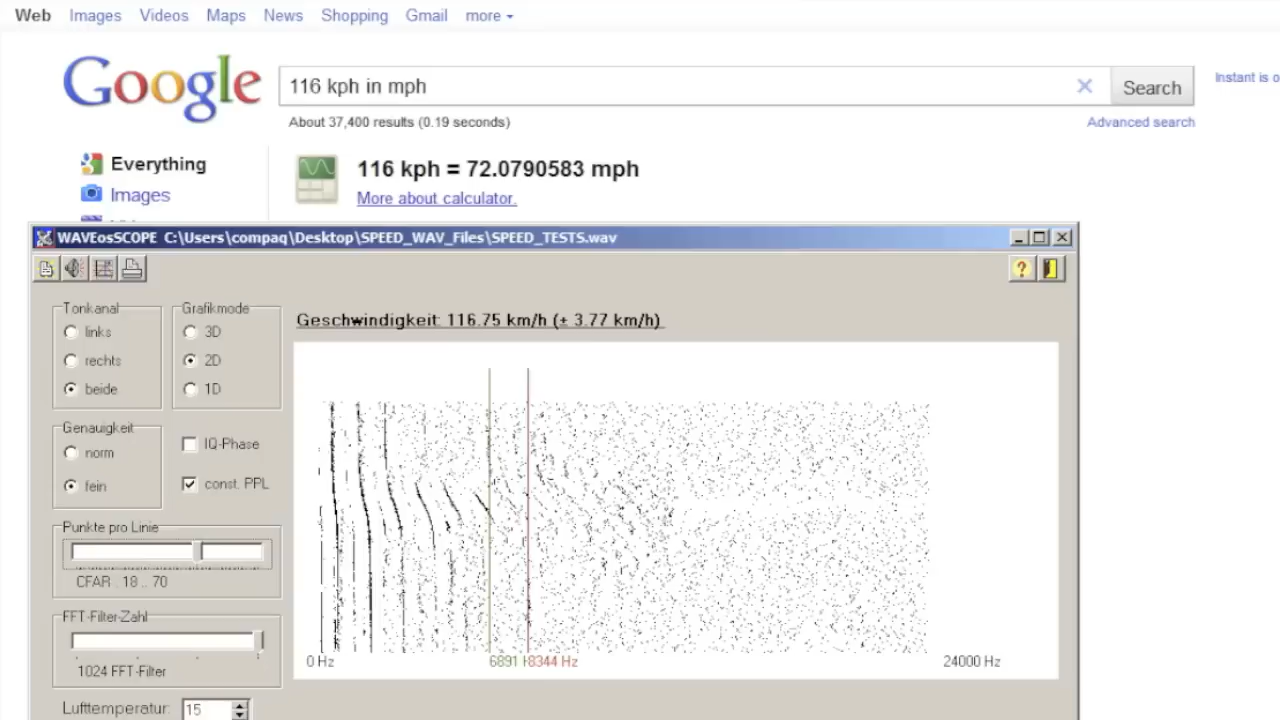 Web Images Videos Maps News Shopping Gmail more
Google
116 kph in mph
Search
Instant is o
About 37,400 results (0.19 seconds)
Advanced search
Everything
116 kph = 72.0790583 mph
Images
More about calculator.
WAVEosSCOPE C:\Users\compaq\Desktop\SPEED_WAV_Files\SPEED_TESTS.wav
Tonkanal
links
rechts
beide
Grafikmode
3D
2D
1D
Geschwindigkeit: 116.75 km/h (± 3.77 km/h)
Genauigkeit
norm
fein
IQ-Phase
const. PPL
Punkte pro Linie
CFAR . 18 .. 70
FFT-Filter-Zahl
1024 FFT-Filter
Lufttemperatur: 15
0 Hz
6891 H
8344 Hz
24000 Hz